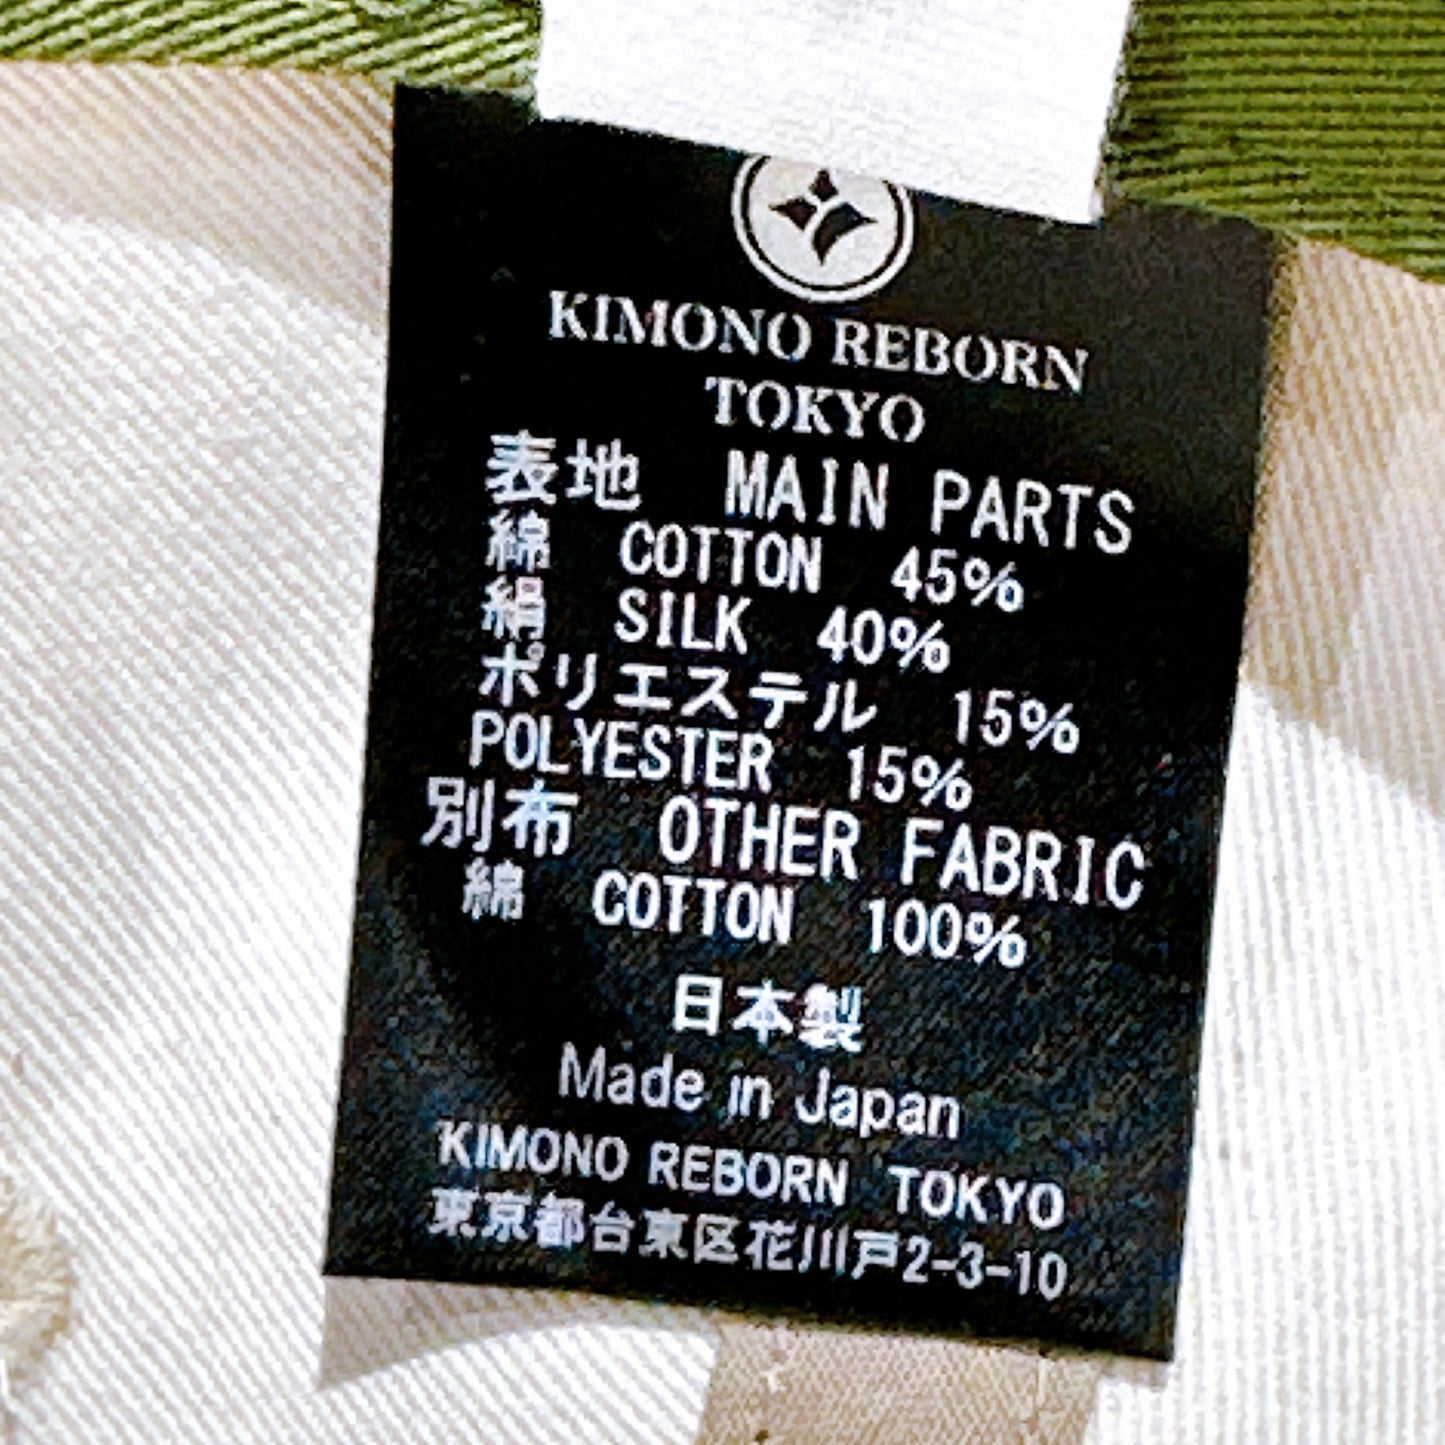 KIMONO REBORN
TOKYO
表地 MAIN PARTS
綿 COTTON 45%
絹 SILK 40%
ポリエステル 15%
POLYESTER 15%
別布 OTHER FABRIC
綿 COTTON 100%
日本製
Made in Japan
KIMONO REBORN TOKYO
東京都台東区花川戸2-3-10